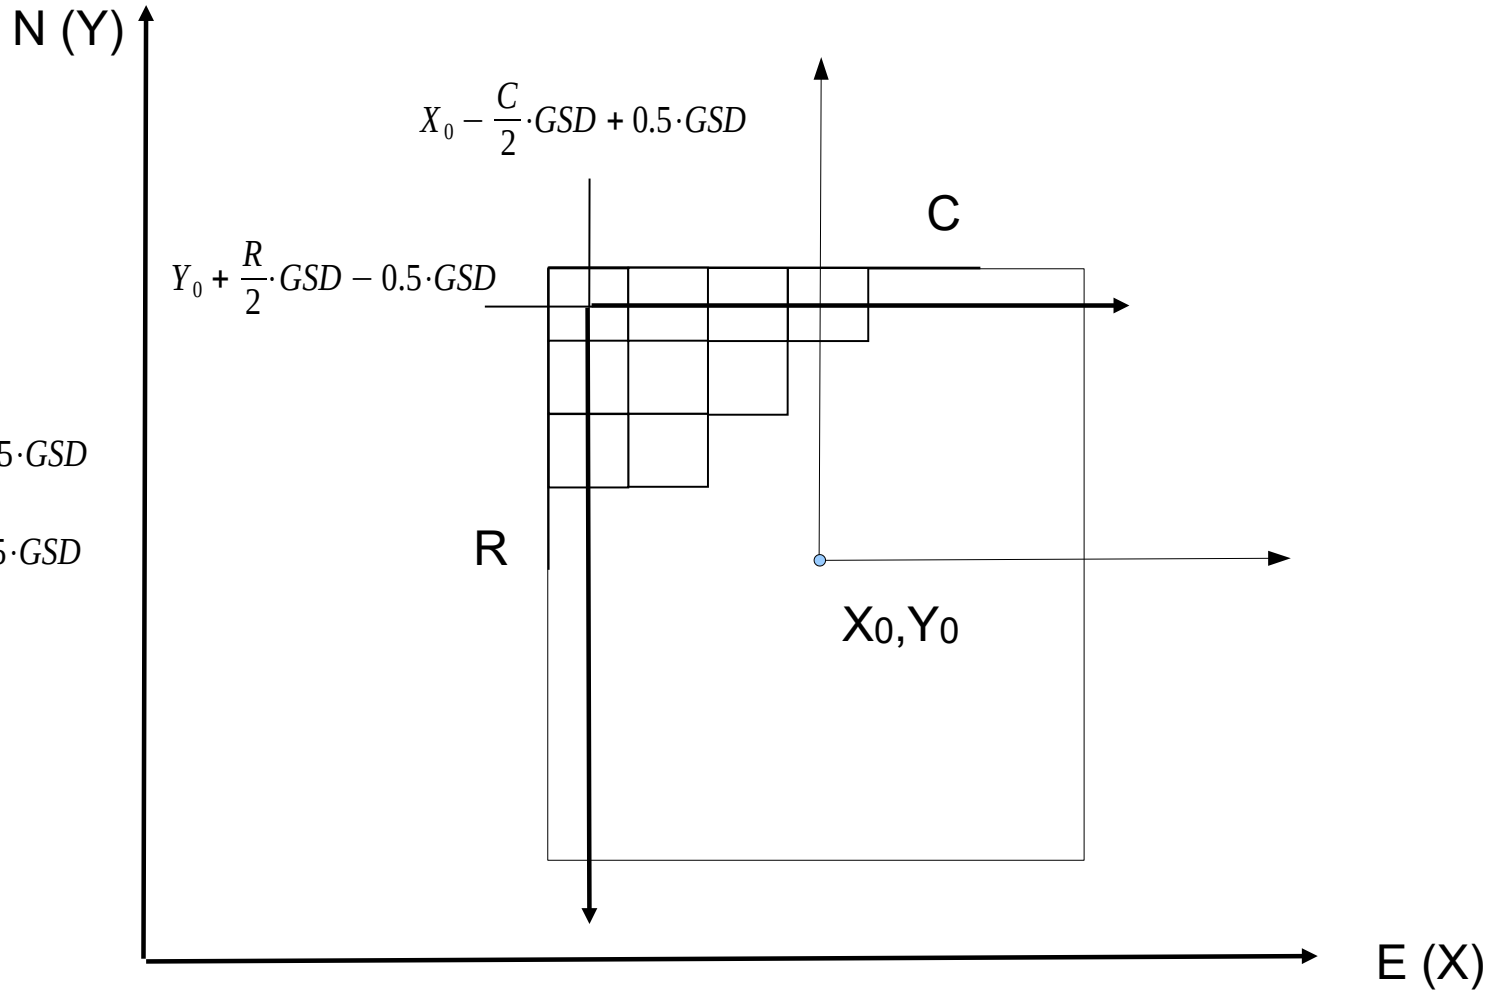 N (Y)
X₀ − C/2 ·GSD + 0.5·GSD
C
Y₀ + R/2 ·GSD − 0.5·GSD
5·GSD
R
5·GSD
X₀,Y₀
E (X)